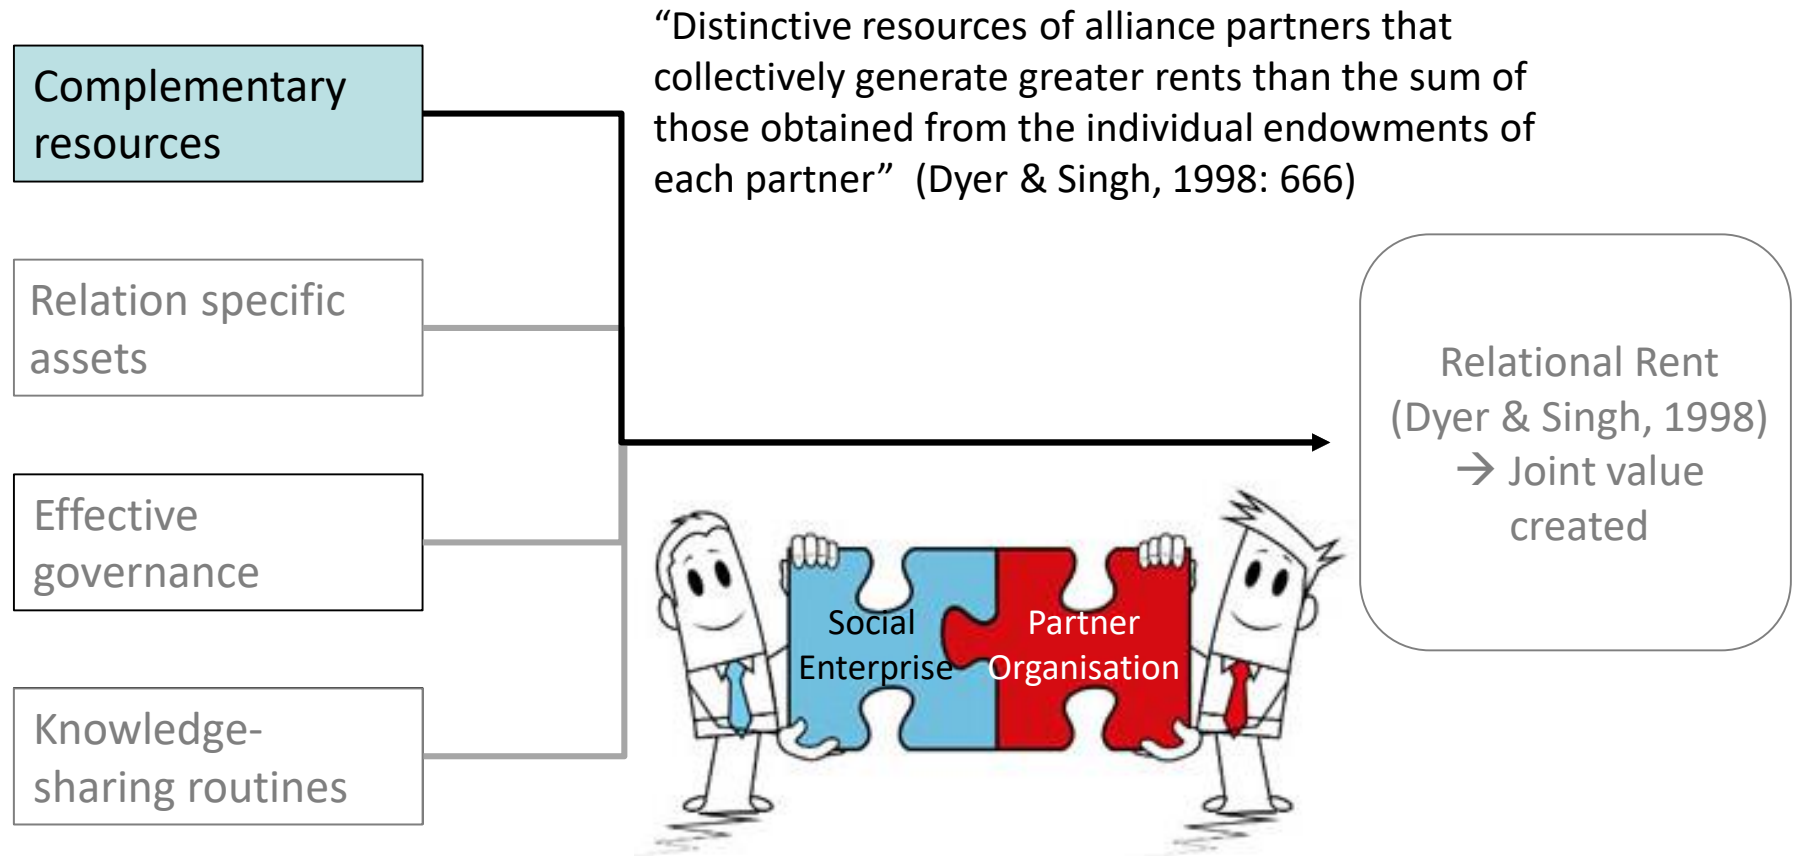 Complementary
resources
“Distinctive resources of alliance partners that
collectively generate greater rents than the sum of
those obtained from the individual endowments of
each partner”  (Dyer & Singh, 1998: 666)
Relation specific
assets
Effective
governance
Knowledge-
sharing routines
Social
Enterprise
Partner
Organisation
Relational Rent
(Dyer & Singh, 1998)
→ Joint value
created